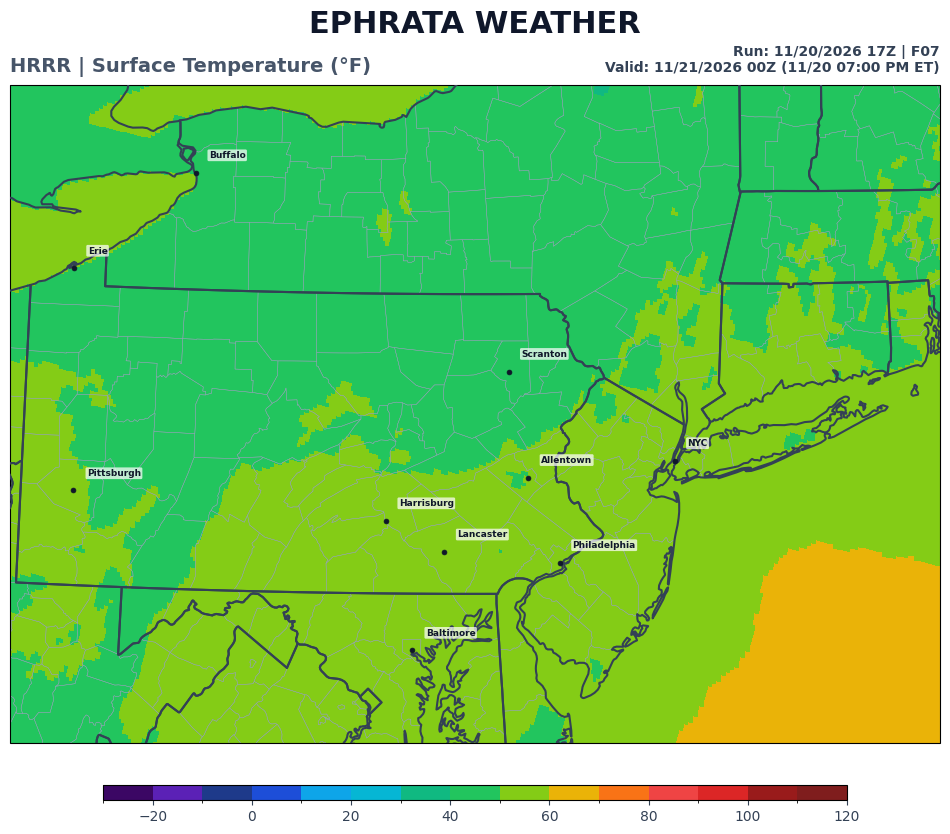 EPHRATA WEATHER
HRRR | Surface Temperature (°F)
Run: 11/20/2026 17Z | F07
Valid: 11/21/2026 00Z (11/20 07:00 PM ET)
Buffalo
Erie
Scranton
NYC
Allentown
Pittsburgh
Harrisburg
Lancaster
Philadelphia
Baltimore
−20 0 20 40 60 80 100 120